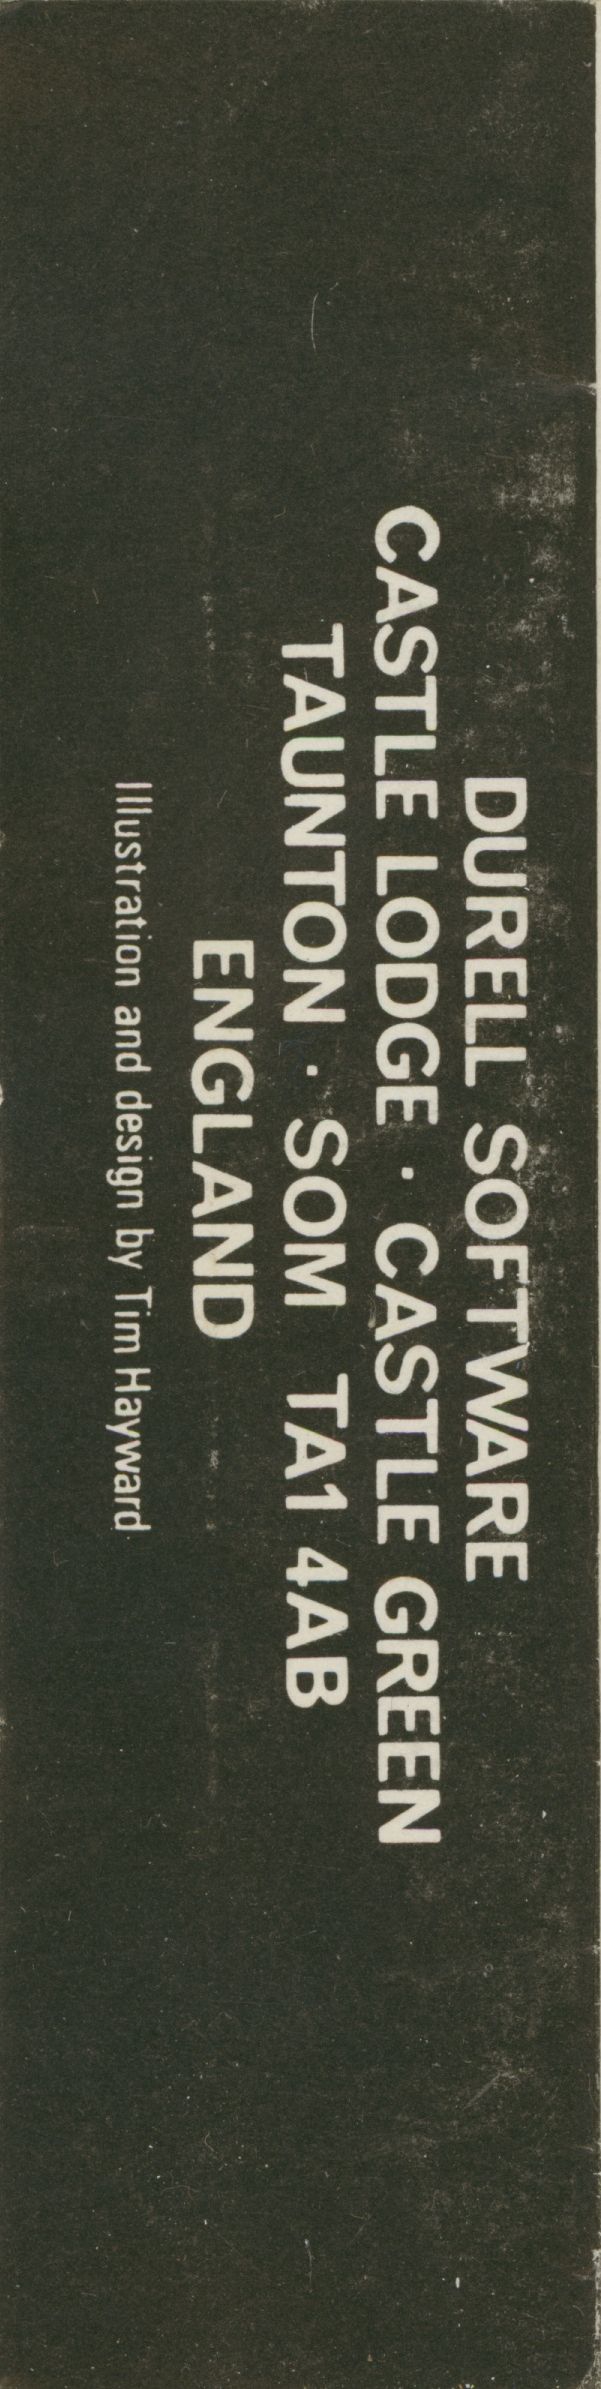 DURELL SOFTWARE
CASTLE LODGE · CASTLE GREEN
TAUNTON · SOM TA1 4AB
ENGLAND
Illustration and design by Tim Hayward